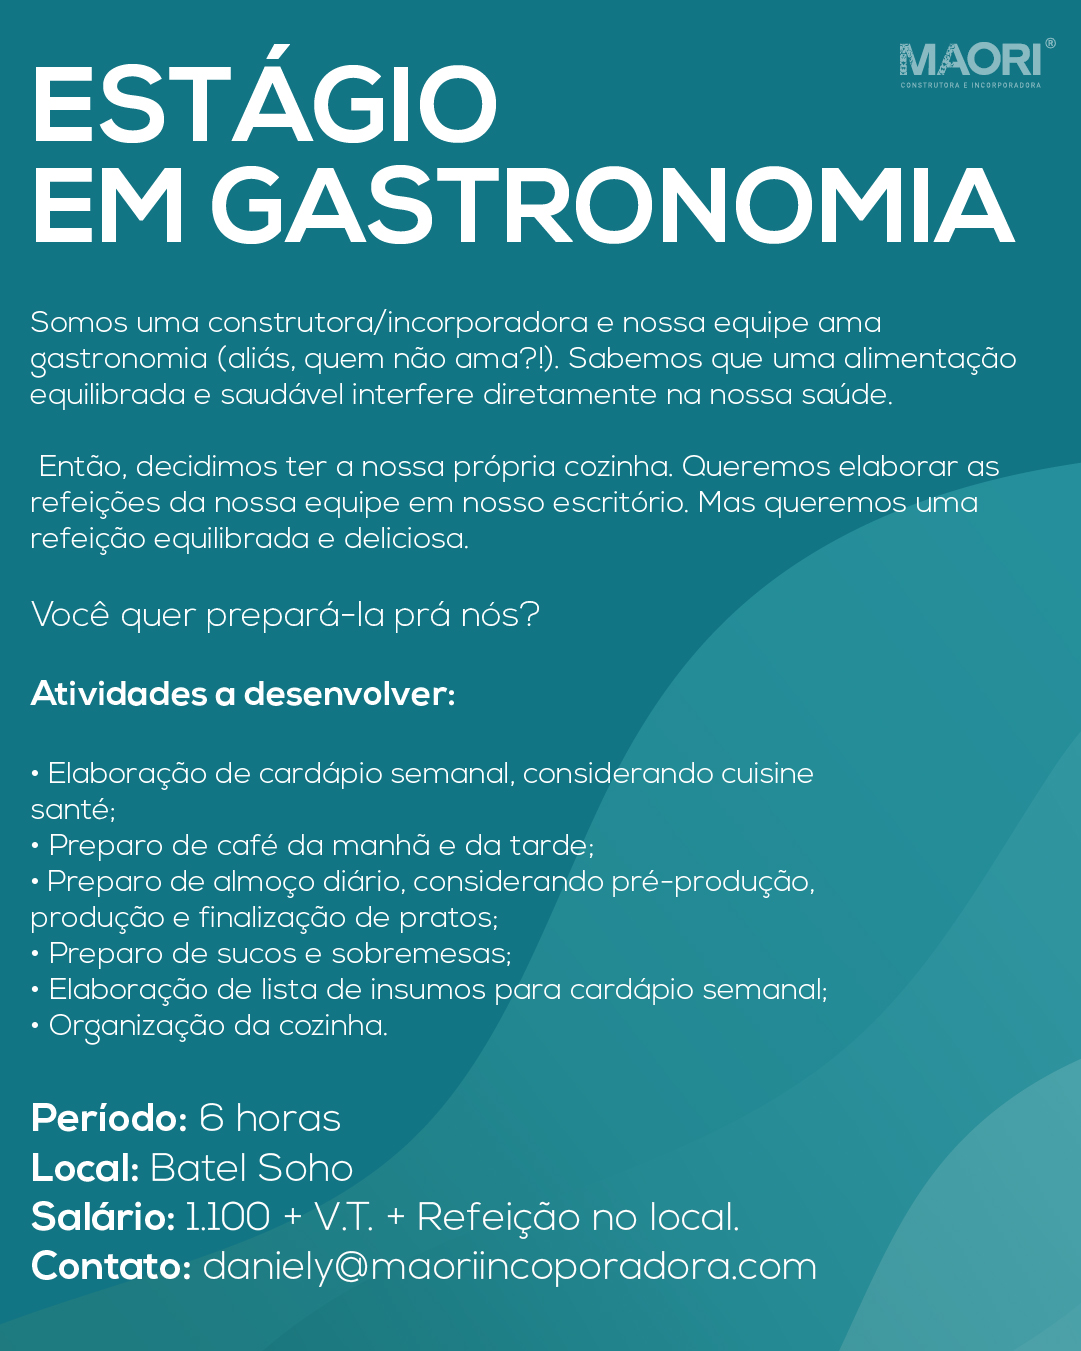 MAORI®
CONSTRUTORA E INCORPORADORA
ESTÁGIO
EM GASTRONOMIA
Somos uma construtora/incorporadora e nossa equipe ama
gastronomia (aliás, quem não ama?!). Sabemos que uma alimentação
equilibrada e saudável interfere diretamente na nossa saúde.
Então, decidimos ter a nossa própria cozinha. Queremos elaborar as
refeições da nossa equipe em nosso escritório. Mas queremos uma
refeição equilibrada e deliciosa.
Você quer prepará-la prá nós?
Atividades a desenvolver:
• Elaboração de cardápio semanal, considerando cuisine
santé;
• Preparo de café da manhã e da tarde;
• Preparo de almoço diário, considerando pré-produção,
produção e finalização de pratos;
• Preparo de sucos e sobremesas;
• Elaboração de lista de insumos para cardápio semanal;
• Organização da cozinha.
Período: 6 horas
Local: Batel Soho
Salário: 1.100 + V.T. + Refeição no local.
Contato: daniely@maoriincoporadora.com